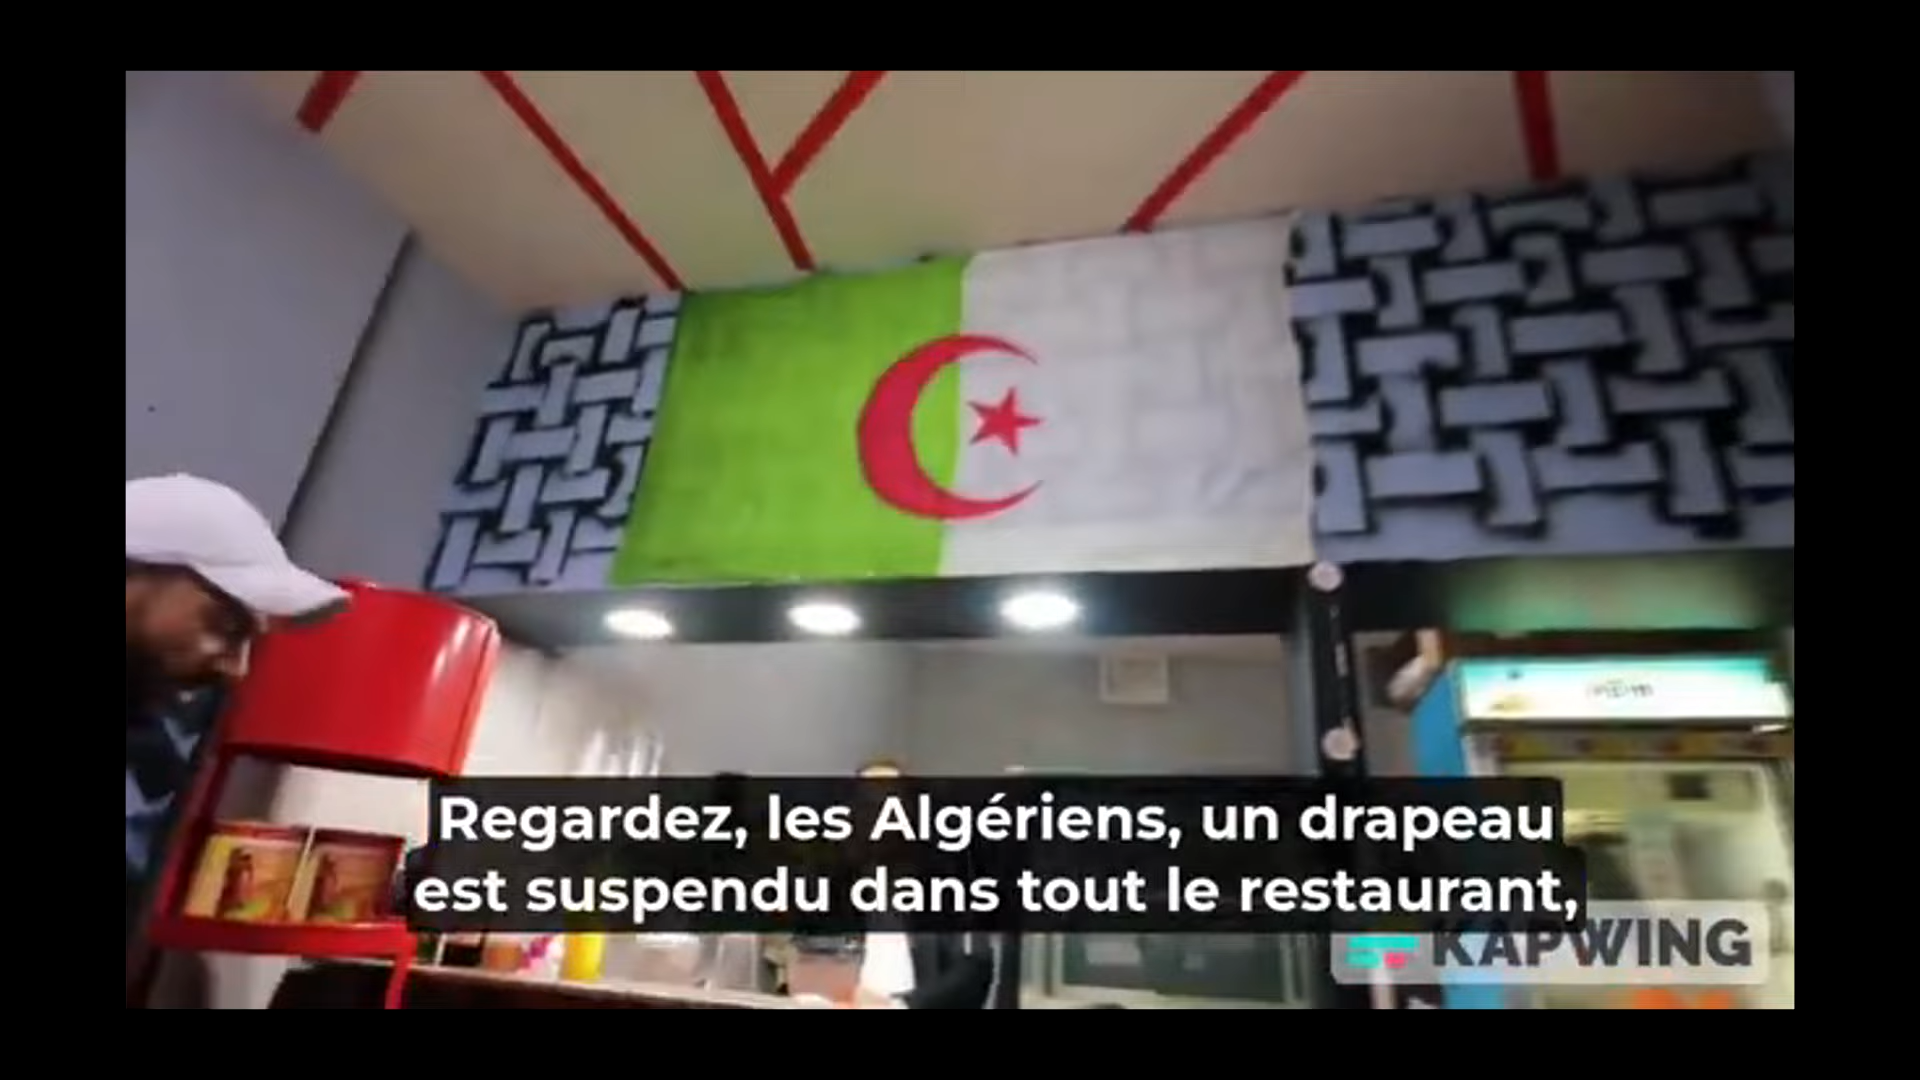 Regardez, les Algériens, un drapeau
est suspendu dans tout le restaurant,
KAPWING